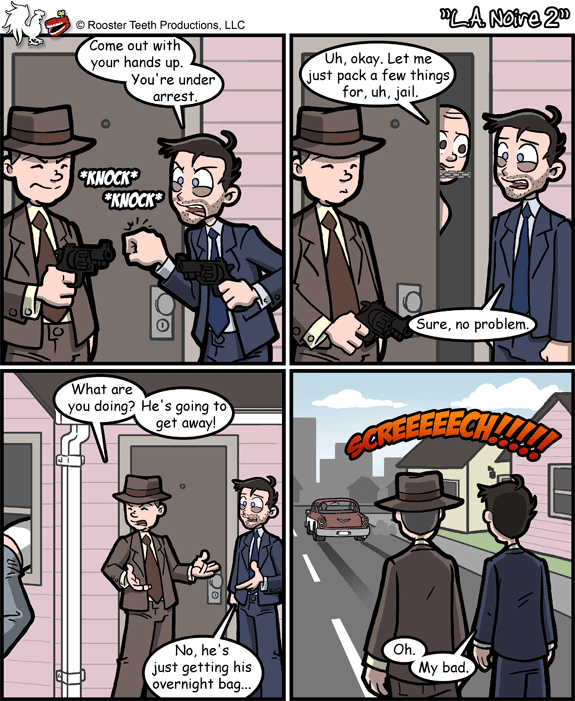 © Rooster Teeth Productions, LLC
"L.A. Noire 2"
Come out with
your hands up.
You're under
arrest.
*KNOCK*
*KNOCK*
Uh, okay. Let me
just pack a few things
for, uh, jail.
Sure, no problem.
What are
you doing? He's going to
get away!
No, he's
just getting his
overnight bag...
SCREEEEECH!!!!!
Oh.
My bad.